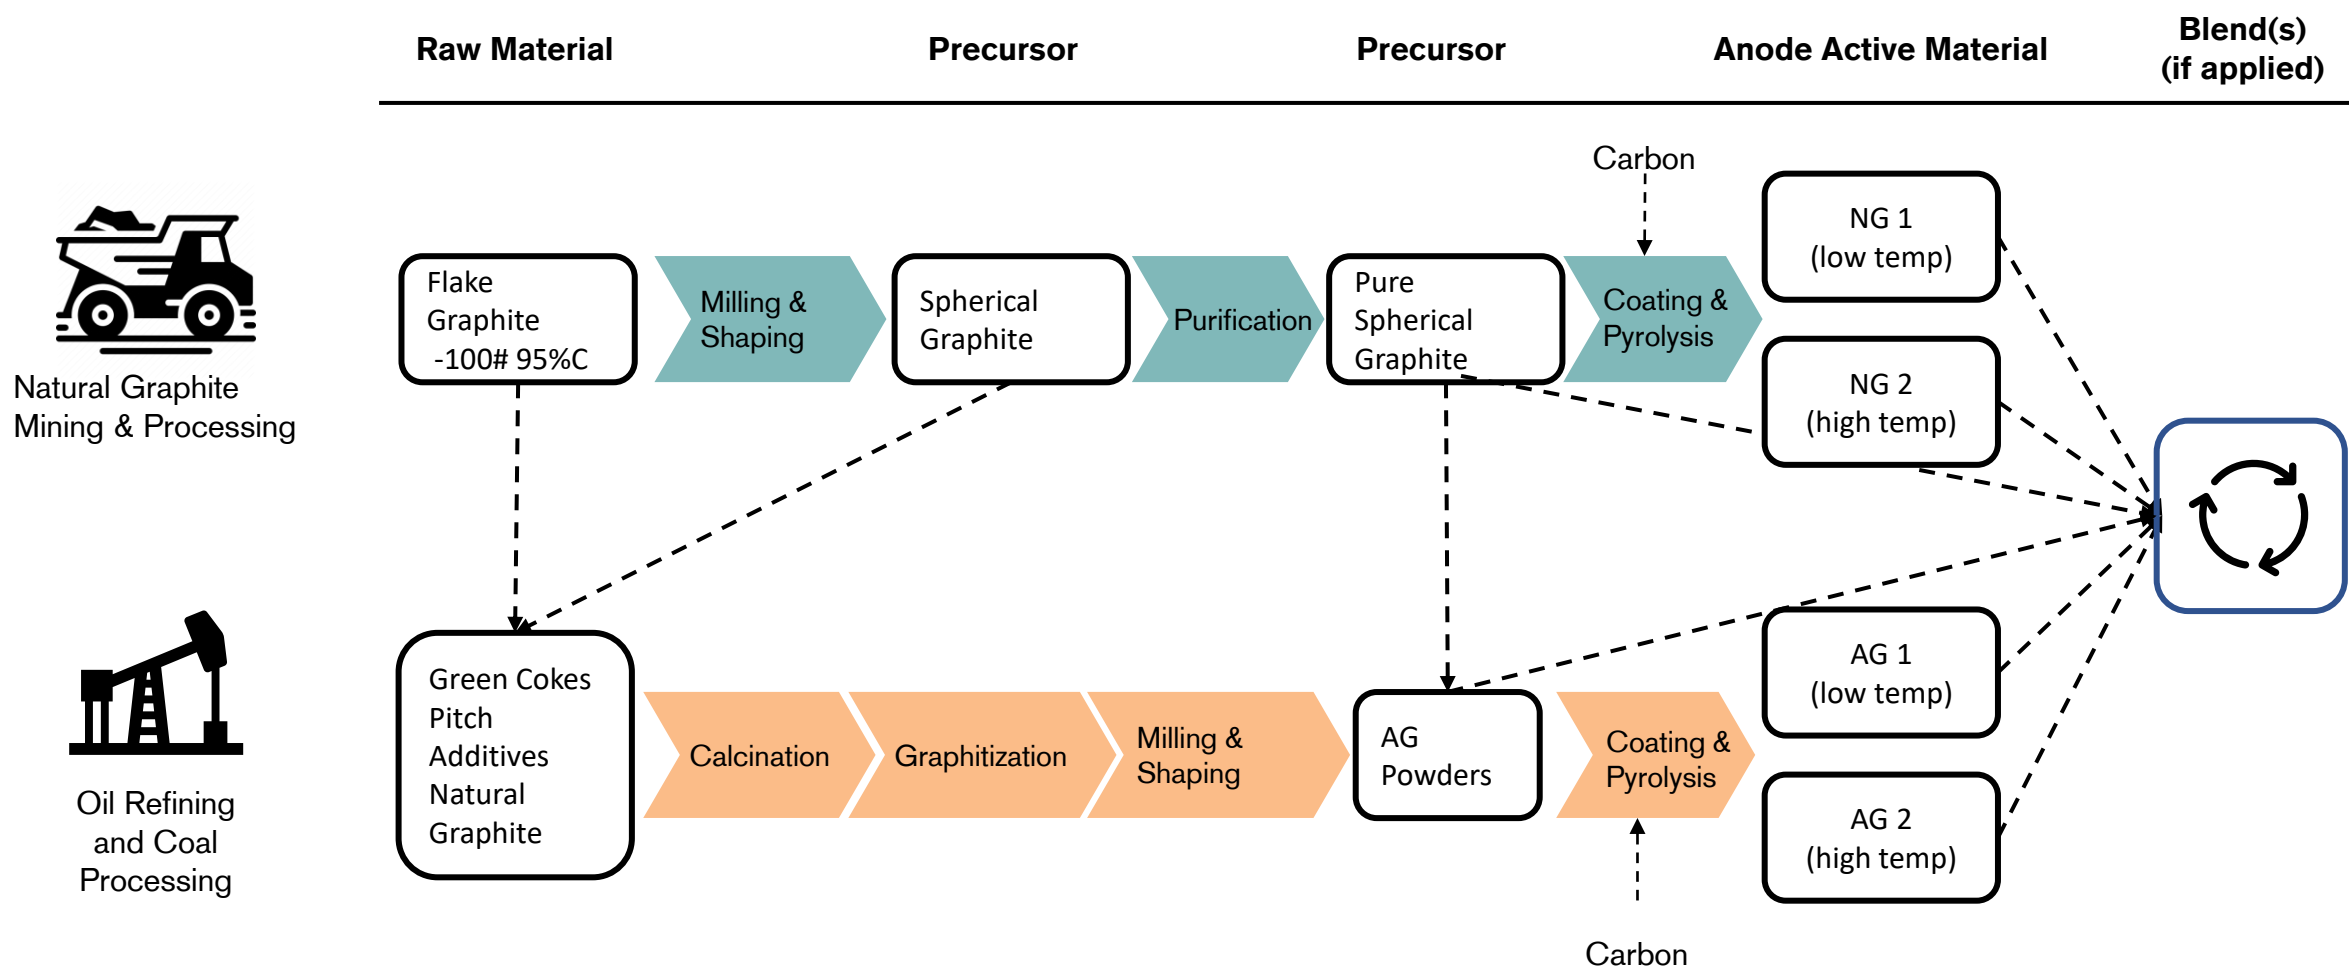 Raw Material
Precursor
Precursor
Anode Active Material
Blend(s)
(if applied)
Carbon
Natural Graphite
Mining & Processing
Flake
Graphite
-100# 95%C
Milling &
Shaping
Spherical
Graphite
Purification
Pure
Spherical
Graphite
Coating &
Pyrolysis
NG 1
(low temp)
NG 2
(high temp)
Oil Refining
and Coal
Processing
Green Cokes
Pitch
Additives
Natural
Graphite
Calcination
Graphitization
Milling &
Shaping
AG
Powders
Coating &
Pyrolysis
AG 1
(low temp)
AG 2
(high temp)
Carbon